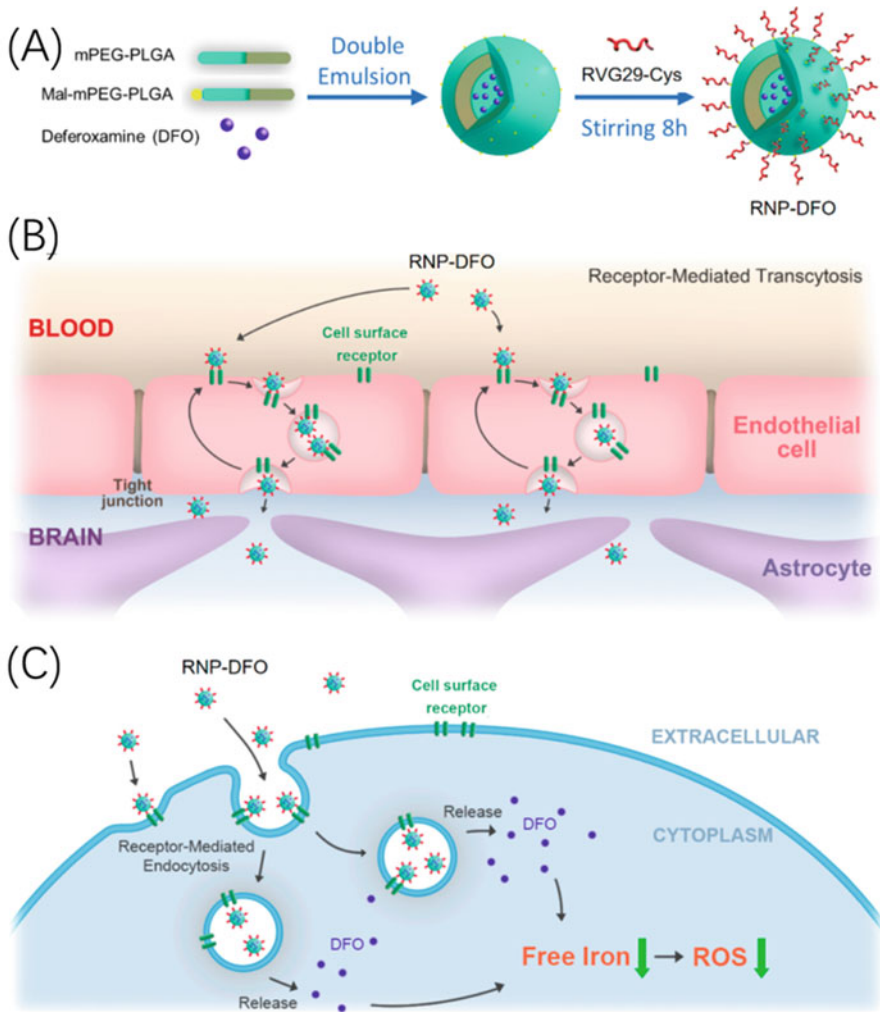 (A)
mPEG-PLGA
Mal-mPEG-PLGA
Deferoxamine (DFO)
Double
Emulsion
RVG29-Cys
Stirring 8h
RNP-DFO
(B)
RNP-DFO
Receptor-Mediated Transcytosis
BLOOD
Cell surface
receptor
Endothelial
cell
Tight
junction
BRAIN
Astrocyte
(C)
RNP-DFO
Cell surface
receptor
EXTRACELLULAR
Release
DFO
CYTOPLASM
Receptor-Mediated
Endocytosis
DFO
Free Iron
ROS
Release